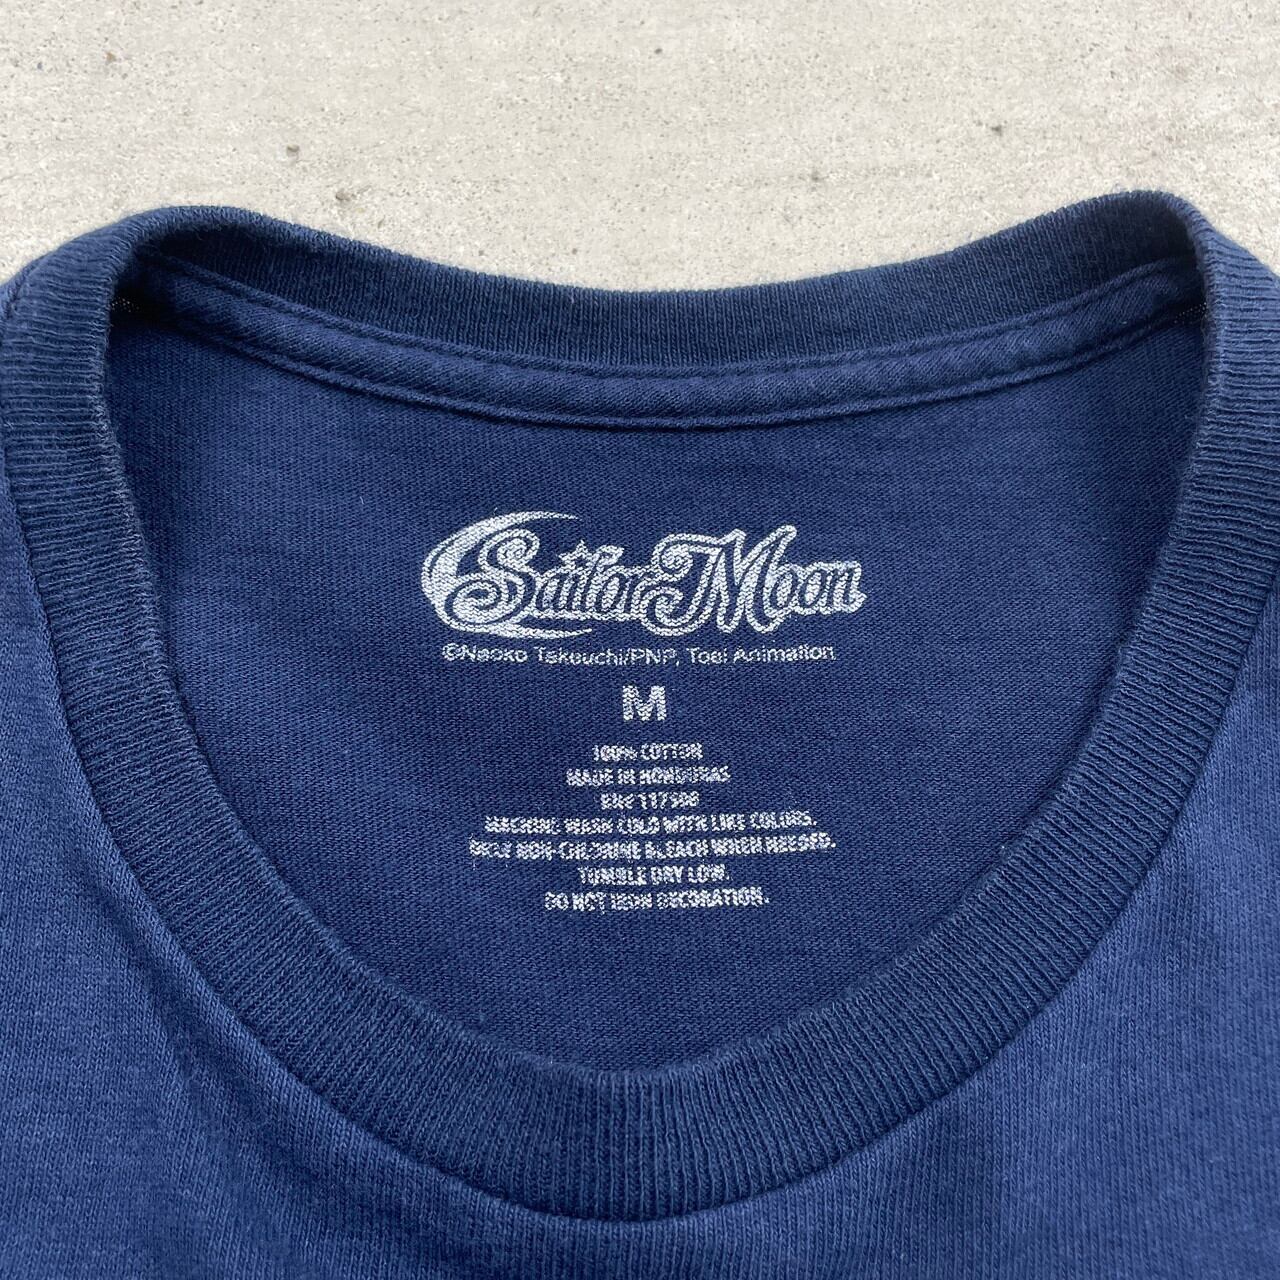 Sailor Moon
©Naoko Takeuchi/PNP, Toei Animation
M
100% COTTON
MADE IN HONDURAS
RN# 117508
MACHINE WASH COLD WITH LIKE COLORS.
ONLY NON-CHLORINE BLEACH WHEN NEEDED.
TUMBLE DRY LOW.
DO NOT IRON DECORATION.